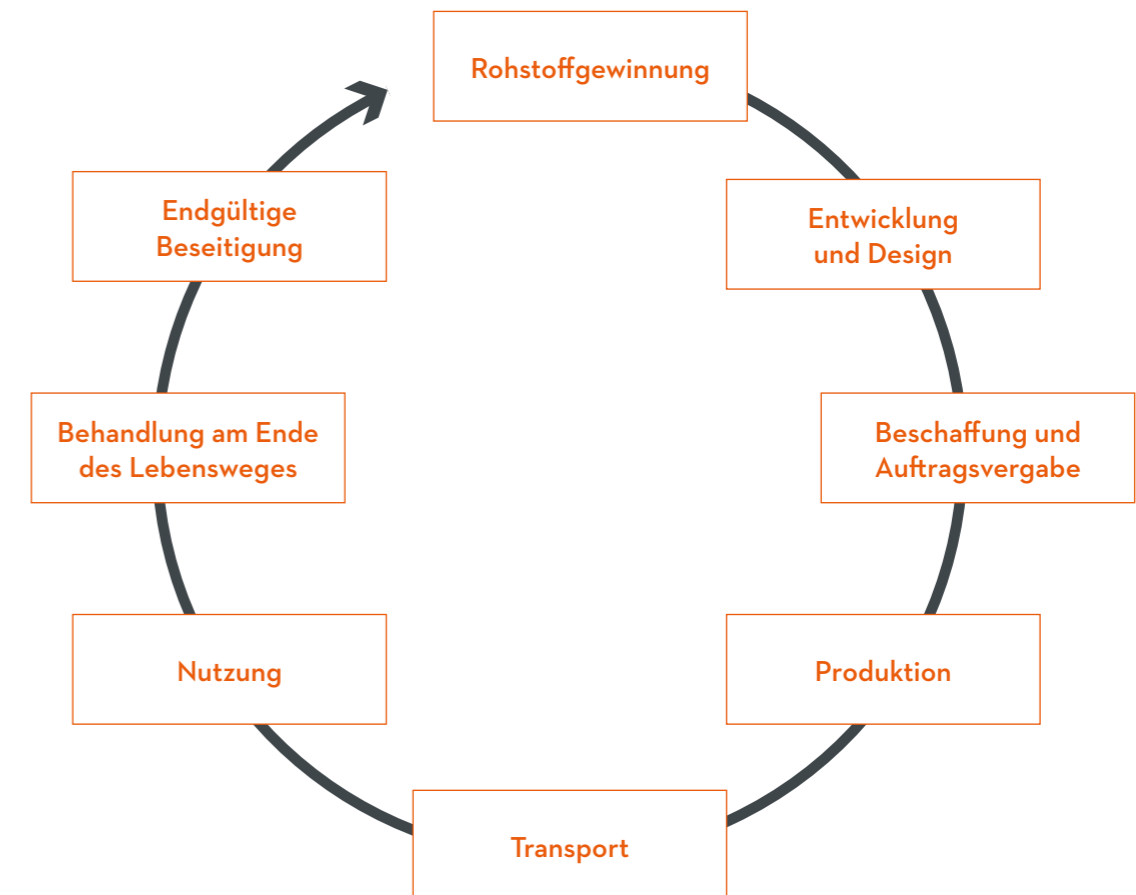 Rohstoffgewinnung
Entwicklung
und Design
Beschaffung und
Auftragsvergabe
Produktion
Transport
Nutzung
Behandlung am Ende
des Lebensweges
Endgültige
Beseitigung